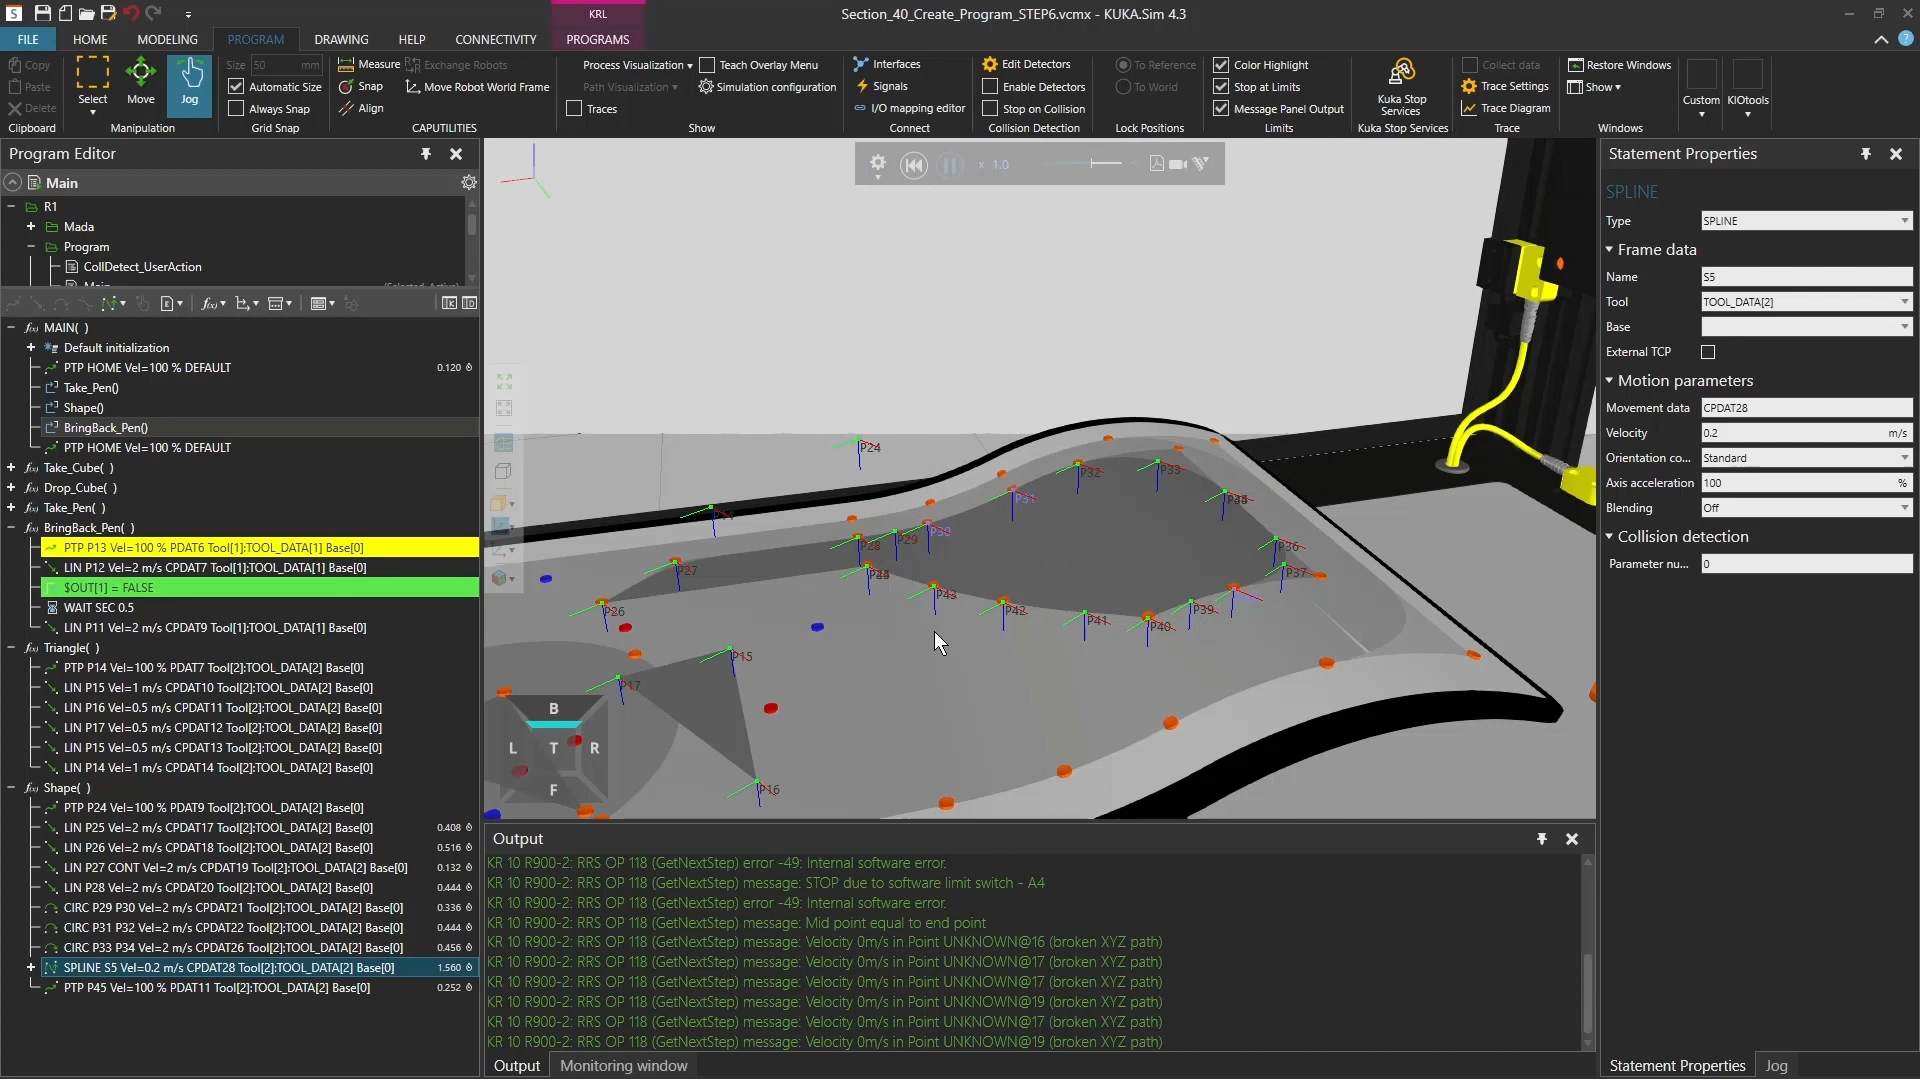 KRL
Section_40_Create_Program_STEP6.vcmx - KUKA.Sim 4.3
FILE HOME MODELING PROGRAM DRAWING HELP CONNECTIVITY PROGRAMS
Copy
Paste
Delete
Clipboard
Select
Move
Jog
Manipulation
Size 50 mm
Automatic Size
Always Snap
Grid Snap
Measure
Snap
Align
Exchange Robots
Move Robot World Frame
CAPUTILITIES
Process Visualization
Path Visualization
Traces
Teach Overlay Menu
Simulation configuration
Show
Interfaces
Signals
I/O mapping editor
Connect
Edit Detectors
Enable Detectors
Stop on Collision
Collision Detection
To Reference
To World
Lock Positions
Color Highlight
Stop at Limits
Message Panel Output
Limits
Kuka Stop
Services
Kuka Stop Services
Collect data
Trace Settings
Trace Diagram
Trace
Restore Windows
Show
Windows
Custom
KIOtools
Program Editor
Main
R1
Mada
Program
CollDetect_UserAction
MAIN( )
Default initialization
PTP HOME Vel=100 % DEFAULT 0.120
Take_Pen()
Shape()
BringBack_Pen()
PTP HOME Vel=100 % DEFAULT
Take_Cube( )
Drop_Cube( )
Take_Pen( )
BringBack_Pen( )
PTP P13 Vel=100 % PDAT6 Tool[1]:TOOL_DATA[1] Base[0]
LIN P12 Vel=2 m/s CPDAT7 Tool[1]:TOOL_DATA[1] Base[0]
$OUT[1] = FALSE
WAIT SEC 0.5
LIN P11 Vel=2 m/s CPDAT9 Tool[1]:TOOL_DATA[1] Base[0]
Triangle( )
PTP P14 Vel=100 % PDAT7 Tool[2]:TOOL_DATA[2] Base[0]
LIN P15 Vel=1 m/s CPDAT10 Tool[2]:TOOL_DATA[2] Base[0]
LIN P16 Vel=0.5 m/s CPDAT11 Tool[2]:TOOL_DATA[2] Base[0]
LIN P17 Vel=0.5 m/s CPDAT12 Tool[2]:TOOL_DATA[2] Base[0]
LIN P15 Vel=0.5 m/s CPDAT13 Tool[2]:TOOL_DATA[2] Base[0]
LIN P14 Vel=1 m/s CPDAT14 Tool[2]:TOOL_DATA[2] Base[0]
Shape( )
PTP P24 Vel=100 % PDAT9 Tool[2]:TOOL_DATA[2] Base[0]
LIN P25 Vel=2 m/s CPDAT17 Tool[2]:TOOL_DATA[2] Base[0] 0.408
LIN P26 Vel=2 m/s CPDAT18 Tool[2]:TOOL_DATA[2] Base[0] 0.516
LIN P27 CONT Vel=2 m/s CPDAT19 Tool[2]:TOOL_DATA[2] Base[0] 0.132
LIN P28 Vel=2 m/s CPDAT20 Tool[2]:TOOL_DATA[2] Base[0] 0.444
CIRC P29 P30 Vel=2 m/s CPDAT21 Tool[2]:TOOL_DATA[2] Base[0] 0.336
CIRC P31 P32 Vel=2 m/s CPDAT22 Tool[2]:TOOL_DATA[2] Base[0] 0.444
CIRC P33 P34 Vel=2 m/s CPDAT26 Tool[2]:TOOL_DATA[2] Base[0] 0.456
SPLINE S5 Vel=0.2 m/s CPDAT28 Tool[2]:TOOL_DATA[2] Base[0] 1.560
PTP P45 Vel=100 % PDAT11 Tool[2]:TOOL_DATA[2] Base[0] 0.252
x 1.0
P24
P32
P33
P31
P30
P29
P28
P27
P36
P37
P43
P42
P26
P39
P41
P40
P15
P17
P16
B
L T R
F
Output
KR 10 R900-2: RRS OP 118 (GetNextStep) error -49: Internal software error.
KR 10 R900-2: RRS OP 118 (GetNextStep) message: STOP due to software limit switch - A4
KR 10 R900-2: RRS OP 118 (GetNextStep) error -49: Internal software error.
KR 10 R900-2: RRS OP 118 (GetNextStep) message: Mid point equal to end point
KR 10 R900-2: RRS OP 118 (GetNextStep) message: Velocity 0m/s in Point UNKNOWN@16 (broken XYZ path)
KR 10 R900-2: RRS OP 118 (GetNextStep) message: Velocity 0m/s in Point UNKNOWN@17 (broken XYZ path)
KR 10 R900-2: RRS OP 118 (GetNextStep) message: Velocity 0m/s in Point UNKNOWN@17 (broken XYZ path)
KR 10 R900-2: RRS OP 118 (GetNextStep) message: Velocity 0m/s in Point UNKNOWN@19 (broken XYZ path)
KR 10 R900-2: RRS OP 118 (GetNextStep) message: Velocity 0m/s in Point UNKNOWN@17 (broken XYZ path)
KR 10 R900-2: RRS OP 118 (GetNextStep) message: Velocity 0m/s in Point UNKNOWN@19 (broken XYZ path)
Output Monitoring window
Statement Properties
SPLINE
Type SPLINE
Frame data
Name S5
Tool TOOL_DATA[2]
Base
External TCP
Motion parameters
Movement data CPDAT28
Velocity 0.2 m/s
Orientation co... Standard
Axis acceleration 100 %
Blending Off
Collision detection
Parameter nu... 0
Statement Properties Jog